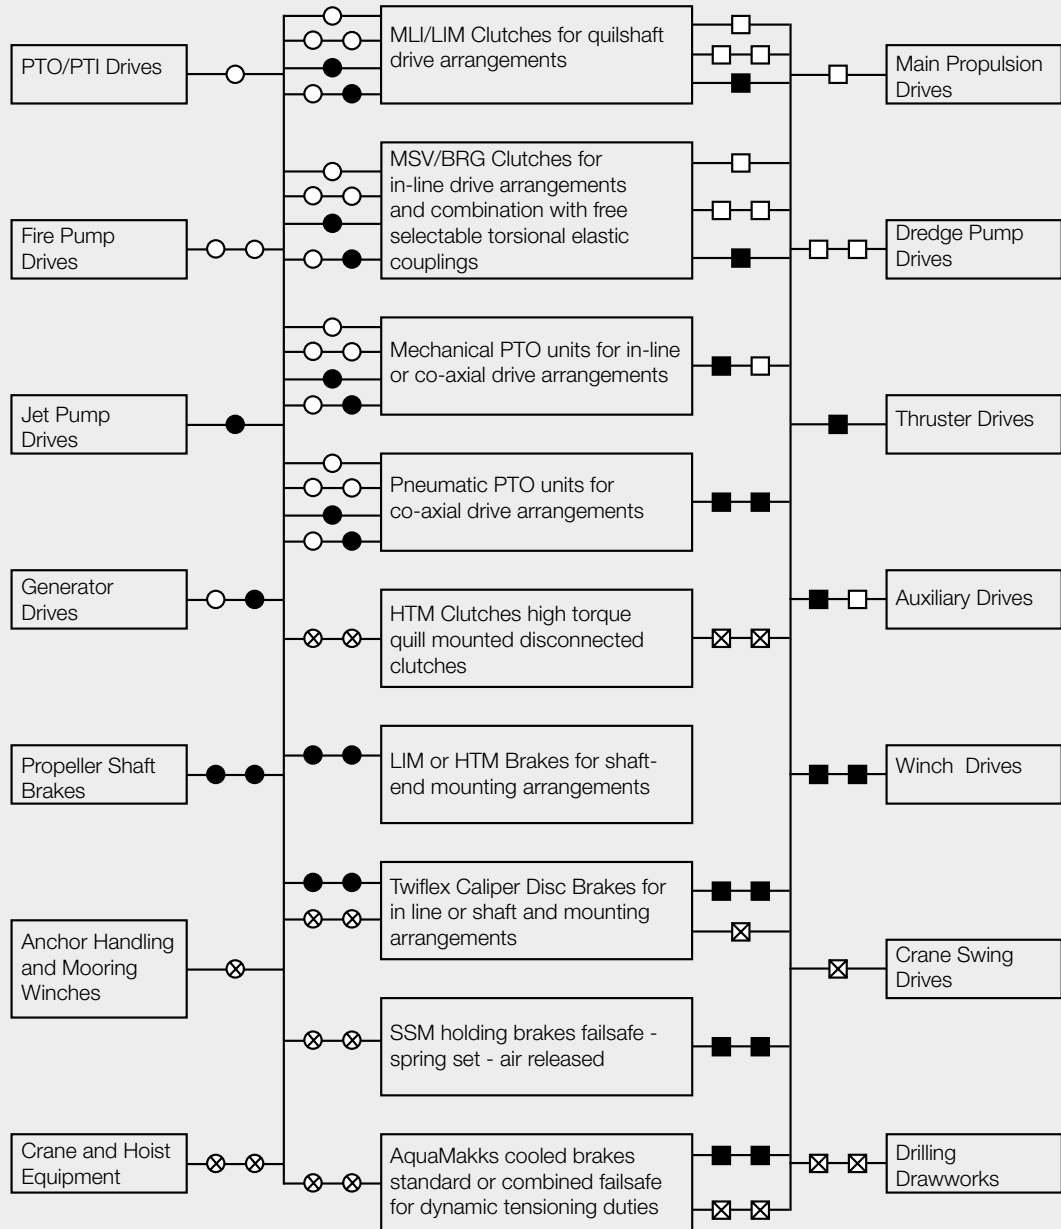 PTO/PTI Drives
Fire Pump
Drives
Jet Pump
Drives
Generator
Drives
Propeller Shaft
Brakes
Anchor Handling
and Mooring
Winches
Crane and Hoist
Equipment
MLI/LIM Clutches for quilshaft
drive arrangements
MSV/BRG Clutches for
in-line drive arrangements
and combination with free
selectable torsional elastic
couplings
Mechanical PTO units for in-line
or co-axial drive arrangements
Pneumatic PTO units for
co-axial drive arrangements
HTM Clutches high torque
quill mounted disconnected
clutches
LIM or HTM Brakes for shaft-
end mounting arrangements
Twiflex Caliper Disc Brakes for
in line or shaft and mounting
arrangements
SSM holding brakes failsafe -
spring set - air released
AquaMakks cooled brakes
standard or combined failsafe
for dynamic tensioning duties
Main Propulsion
Drives
Dredge Pump
Drives
Thruster Drives
Auxiliary Drives
Winch Drives
Crane Swing
Drives
Drilling
Drawworks